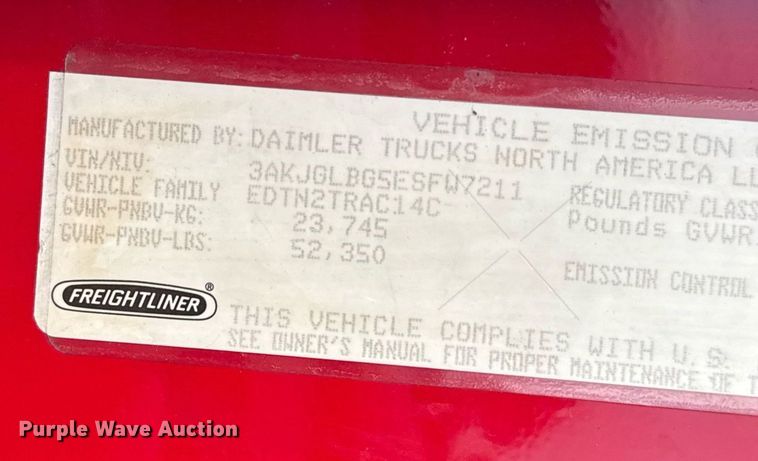 VEHICLE EMISSION
MANUFACTURED BY: DAIMLER TRUCKS NORTH AMERICA LL
VIN/NIV: 3AKJGLBG5ESFW7211
VEHICLE FAMILY EDTN2TRAC14C REGULATORY CLASS
GVWR-PNBV-KG: 23,745 Pounds GVWR
GVWR-PNBV-LBS: 52,350
EMISSION CONTROL
FREIGHTLINER®
THIS VEHICLE COMPLIES WITH U.S.
SEE OWNER'S MANUAL FOR PROPER MAINTENANCE OF T
Purple Wave Auction